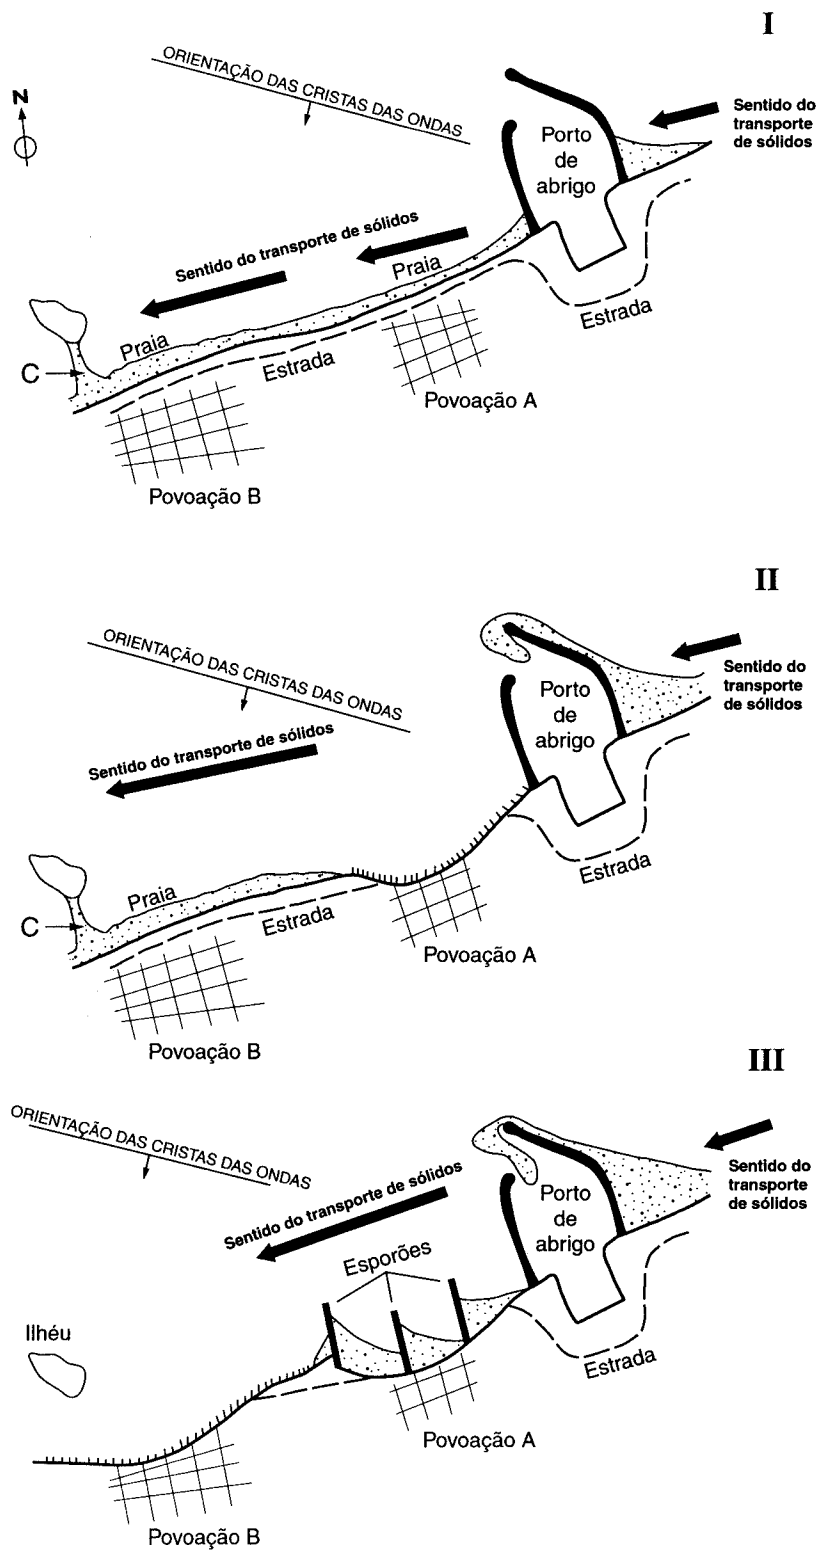 I
ORIENTAÇÃO DAS CRISTAS DAS ONDAS
N
Sentido do
transporte
de sólidos
Porto
de
abrigo
Sentido do transporte de sólidos
Praia
Praia
Estrada
Estrada
C
Povoação A
Povoação B
II
ORIENTAÇÃO DAS CRISTAS DAS ONDAS
Sentido do
transporte
de sólidos
Porto
de
abrigo
Sentido do transporte de sólidos
Estrada
Praia
Estrada
C
Povoação A
Povoação B
III
ORIENTAÇÃO DAS CRISTAS DAS ONDAS
Sentido do
transporte
de sólidos
Sentido do transporte de sólidos
Porto
de
abrigo
Esporões
Ilhéu
Estrada
Povoação A
Povoação B